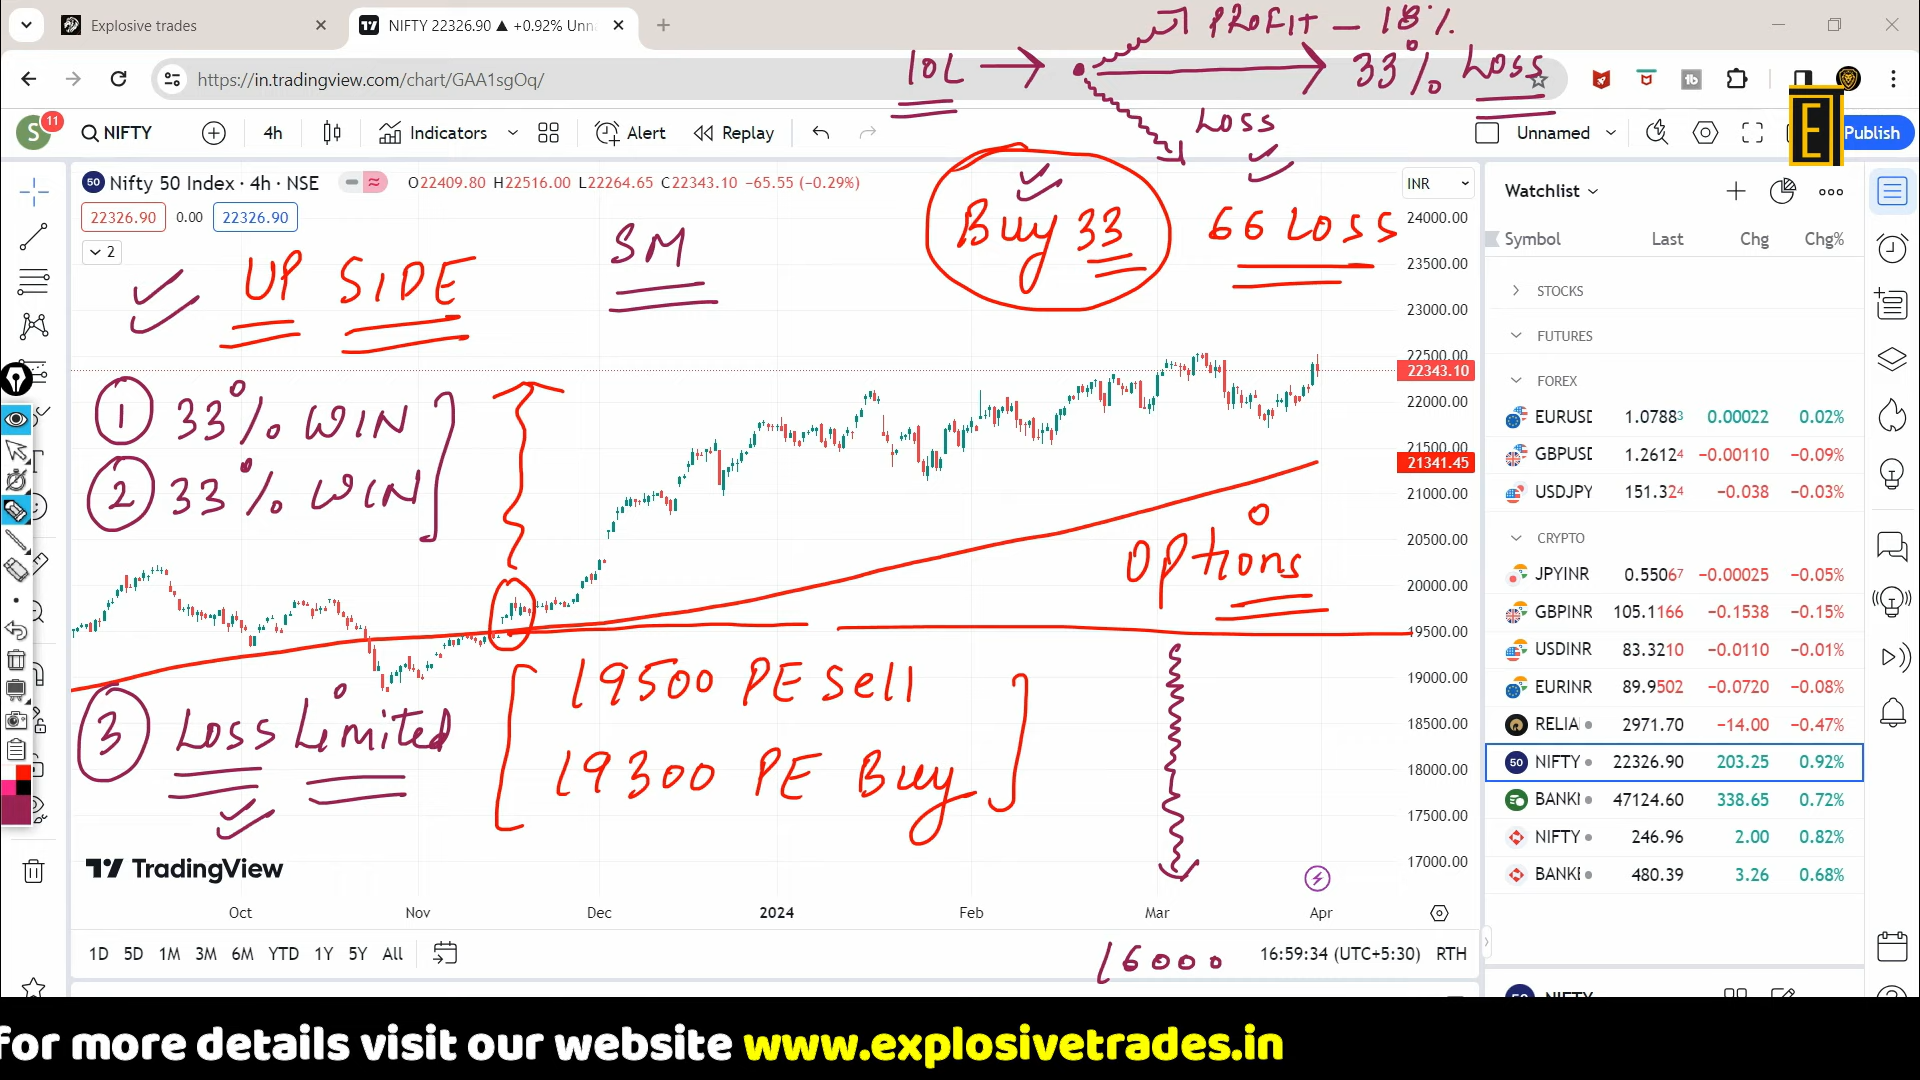 Explosive trades
NIFTY 22326.90 ▲ +0.92% Unn
PROFIT – 18%
https://in.tradingview.com/chart/GAA1sgOq/
10L → 33% LOSS
LOSS
S 11 NIFTY 4h Indicators Alert Replay Unnamed Publish
E
50 Nifty 50 Index · 4h · NSE O22409.80 H22516.00 L22264.65 C22343.10 −65.55 (−0.29%) INR
22326.90 0.00 22326.90
2
Buy 33 66 LOSS
SM
UP SIDE
① 33% WIN
② 33% WIN
Options
19500 PE Sell
③ Loss Limited
19300 PE Buy
16000
24000.00
23500.00
23000.00
22500.00
22343.10
22000.00
21500.00
21341.45
21000.00
20500.00
20000.00
19500.00
19000.00
18500.00
18000.00
17500.00
17000.00
TradingView
Oct Nov Dec 2024 Feb Mar Apr
1D 5D 1M 3M 6M YTD 1Y 5Y All 16:59:34 (UTC+5:30) RTH
Watchlist
Symbol Last Chg Chg%
STOCKS
FUTURES
FOREX
EURUSD 1.07883 0.00022 0.02%
GBPUSD 1.26124 −0.00110 −0.09%
USDJPY 151.324 −0.038 −0.03%
CRYPTO
JPYINR 0.55067 −0.00025 −0.05%
GBPINR 105.1166 −0.1538 −0.15%
USDINR 83.3210 −0.0110 −0.01%
EURINR 89.9502 −0.0720 −0.08%
RELIA 2971.70 −14.00 −0.47%
50 NIFTY 22326.90 203.25 0.92%
BANKI 47124.60 338.65 0.72%
NIFTY 246.96 2.00 0.82%
BANKE 480.39 3.26 0.68%
NIFTY
for more details visit our website www.explosivetrades.in